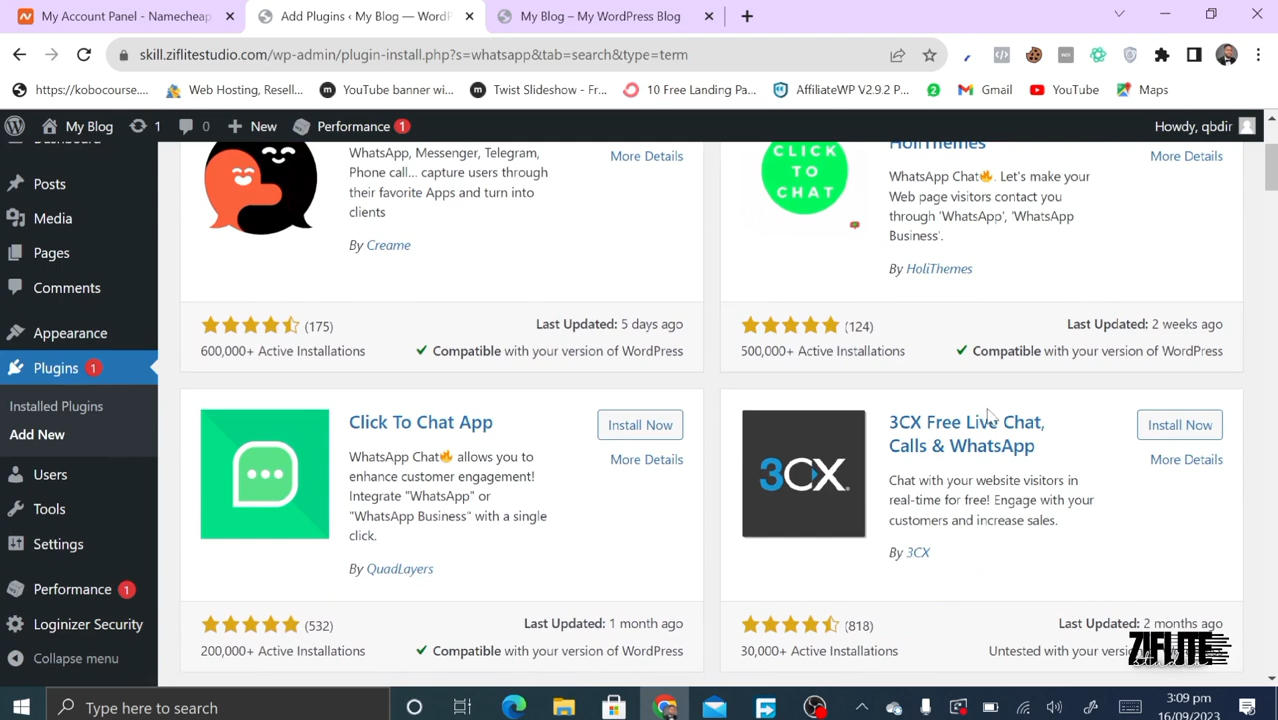 My Account Panel - Namecheap
Add Plugins ‹ My Blog — WordP
My Blog – My WordPress Blog
skill.ziflitestudio.com/wp-admin/plugin-install.php?s=whatsapp&tab=search&type=term
https://kobocourse....
Web Hosting, Resell...
YouTube banner wi...
Twist Slideshow - Fr...
10 Free Landing Pa...
AffiliateWP V2.9.2 P...
2
Gmail
YouTube
Maps
My Blog
1
0
New
Performance 1
Howdy, qbdir
Posts
Media
Pages
Comments
Appearance
Plugins 1
Installed Plugins
Add New
Users
Tools
Settings
Performance 1
Loginizer Security
Collapse menu
WhatsApp, Messenger, Telegram,
Phone call... capture users through
their favorite Apps and turn into
clients
By Creame
More Details
(175)
600,000+ Active Installations
Last Updated: 5 days ago
Compatible with your version of WordPress
CLICK
TO
CHAT
HoliThemes
WhatsApp Chat🔥. Let's make your
Web page visitors contact you
through 'WhatsApp', 'WhatsApp
Business'.
By HoliThemes
More Details
(124)
500,000+ Active Installations
Last Updated: 2 weeks ago
Compatible with your version of WordPress
Click To Chat App
WhatsApp Chat🔥 allows you to
enhance customer engagement!
Integrate "WhatsApp" or
"WhatsApp Business" with a single
click.
By QuadLayers
Install Now
More Details
(532)
200,000+ Active Installations
Last Updated: 1 month ago
Compatible with your version of WordPress
3CX
3CX Free Live Chat,
Calls & WhatsApp
Chat with your website visitors in
real-time for free! Engage with your
customers and increase sales.
By 3CX
Install Now
More Details
(818)
30,000+ Active Installations
Last Updated: 2 months ago
Untested with your
ZIFLITE
Type here to search
3:09 pm
16/09/2023